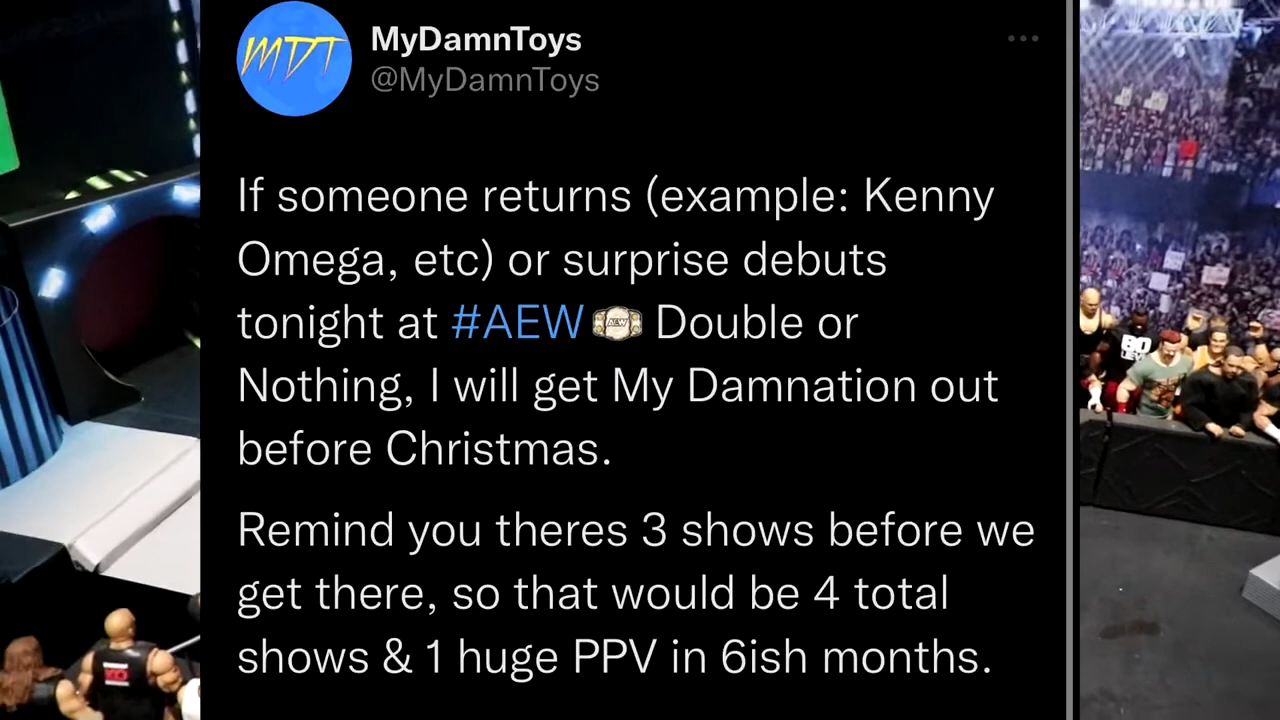 MDT
MyDamnToys
@MyDamnToys
If someone returns (example: Kenny
Omega, etc) or surprise debuts
tonight at #AEW Double or
Nothing, I will get My Damnation out
before Christmas.
Remind you theres 3 shows before we
get there, so that would be 4 total
shows & 1 huge PPV in 6ish months.